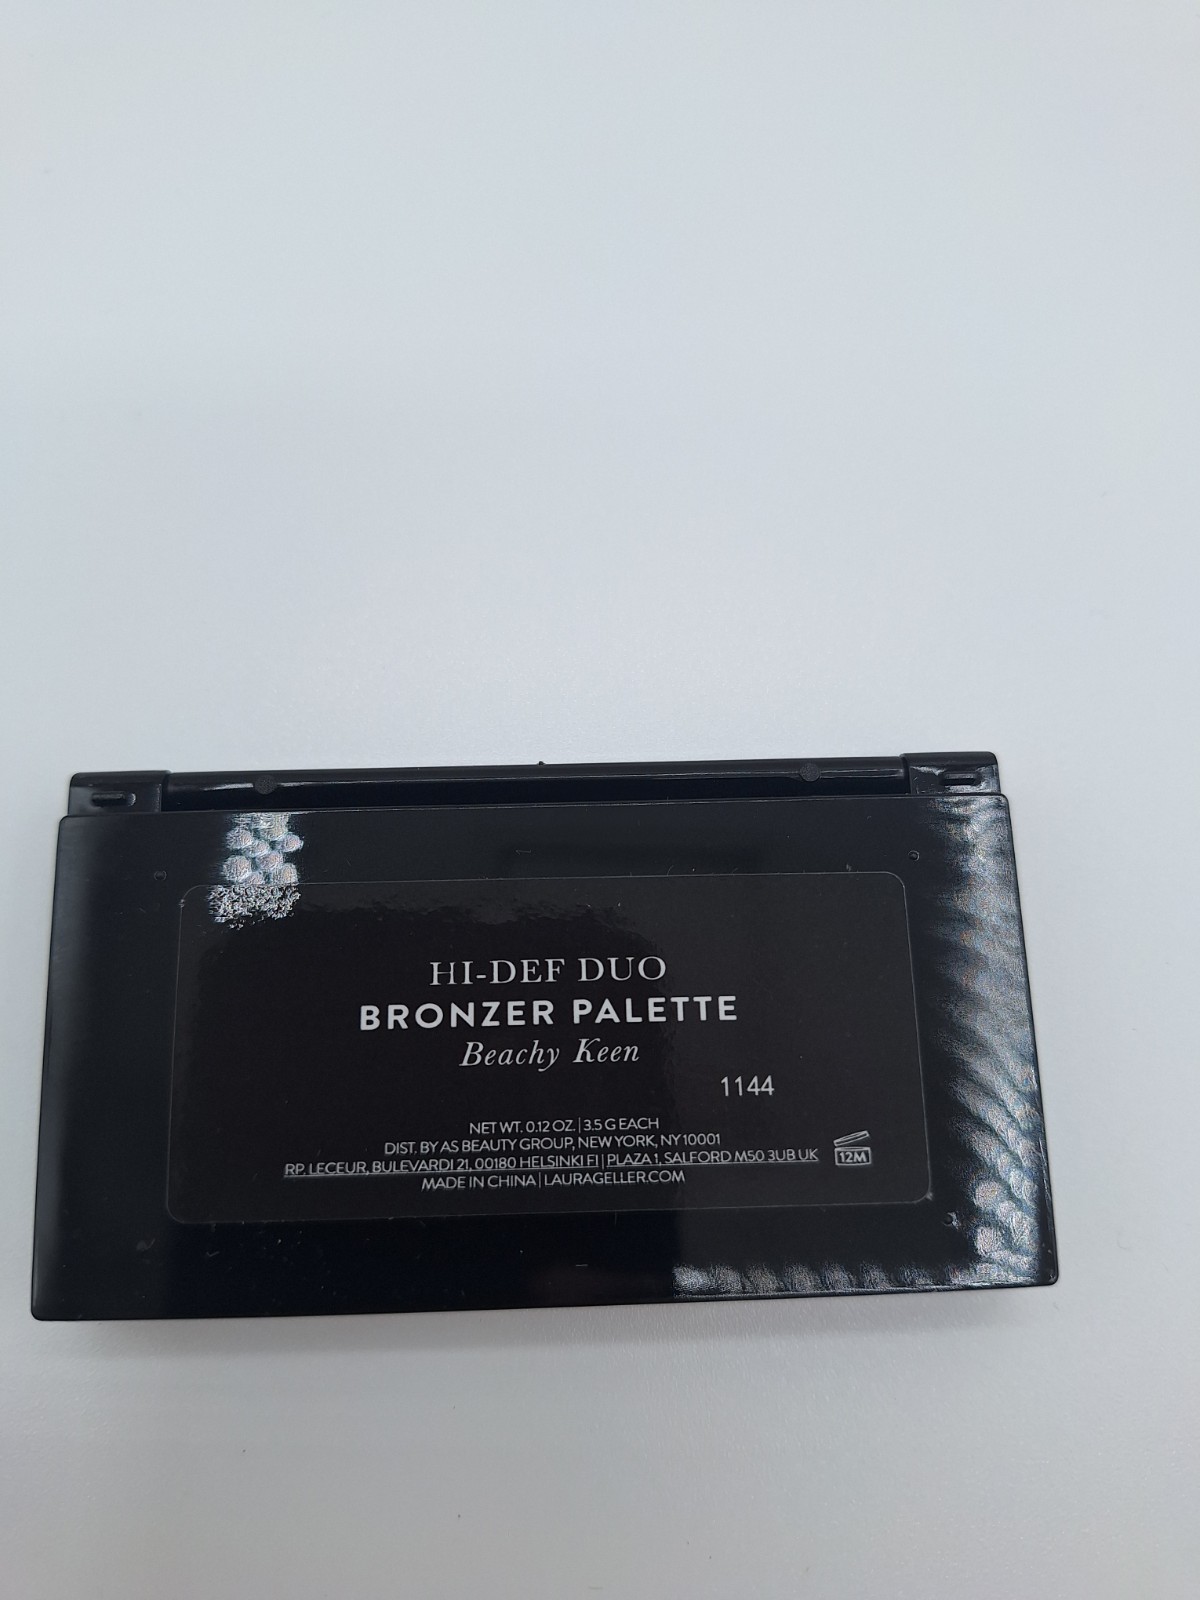 HI-DEF DUO
BRONZER PALETTE
Beachy Keen
1144
NET WT. 0.12 OZ. | 3.5 G EACH
DIST. BY AS BEAUTY GROUP, NEW YORK, NY 10001
RP. LECEUR, BULEVARDI 21, 00180 HELSINKI FI | PLAZA 1, SALFORD M50 3UB UK
12M
MADE IN CHINA | LAURAGELLER.COM